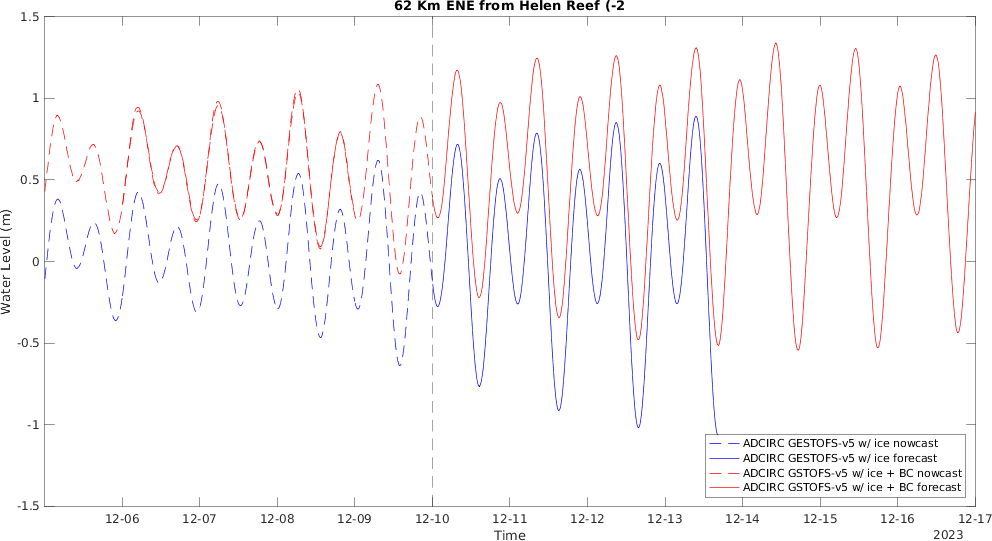 62 Km ENE from Helen Reef (-2
Water Level (m)
1.5
1
0.5
0
-0.5
-1
-1.5
12-06 12-07 12-08 12-09 12-10 12-11 12-12 12-13 12-14 12-15 12-16 12-17
Time
2023
ADCIRC GESTOFS-v5 w/ ice nowcast
ADCIRC GESTOFS-v5 w/ ice forecast
ADCIRC GSTOFS-v5 w/ ice + BC nowcast
ADCIRC GSTOFS-v5 w/ ice + BC forecast